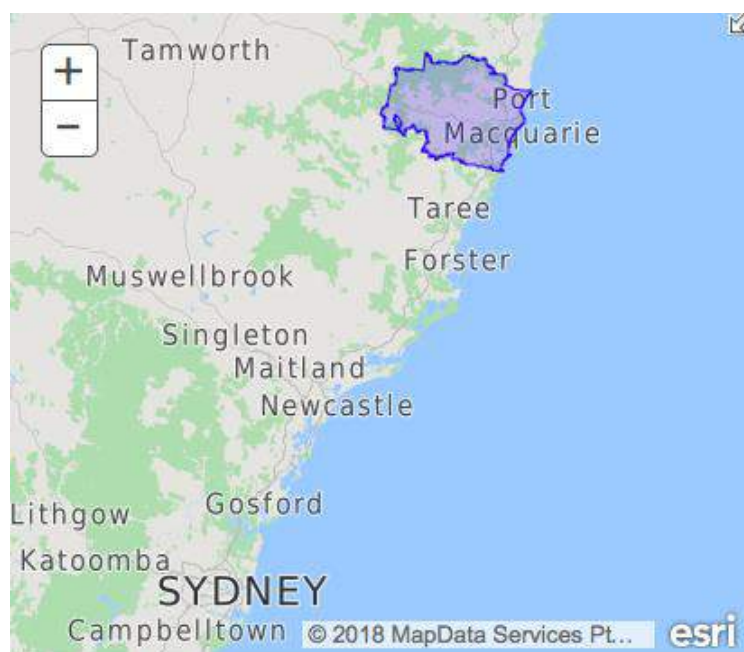 Tamworth
+
−
Port
Macquarie
Taree
Forster
Muswellbrook
Singleton
Maitland
Newcastle
Gosford
Lithgow
Katoomba
SYDNEY
Campbelltown
© 2018 MapData Services Pt...
esri